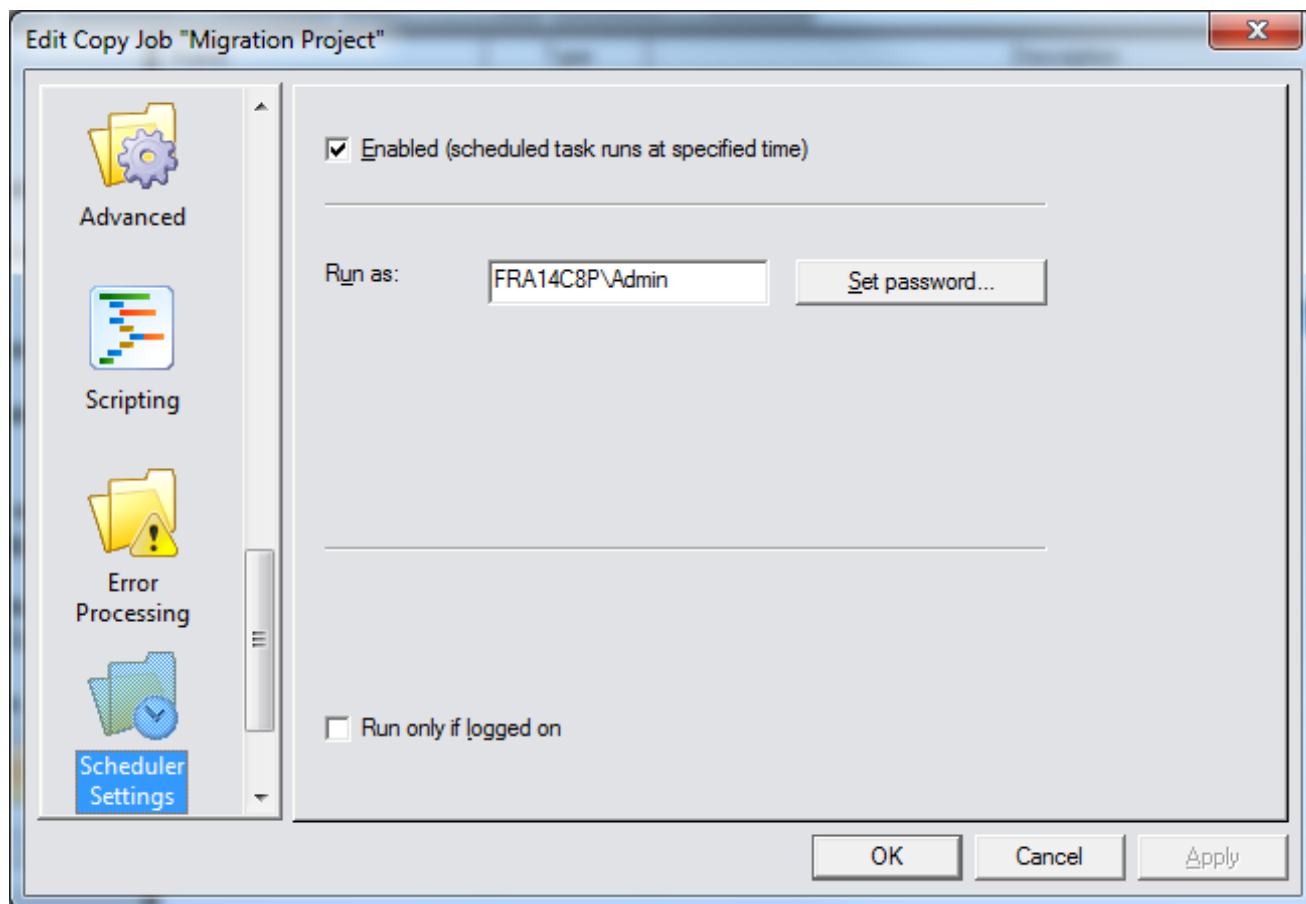 Edit Copy Job "Migration Project"
Advanced
Scripting
Error
Processing
Scheduler
Settings
Enabled (scheduled task runs at specified time)
Run as:
FRA14C8P\Admin
Set password...
Run only if logged on
OK
Cancel
Apply